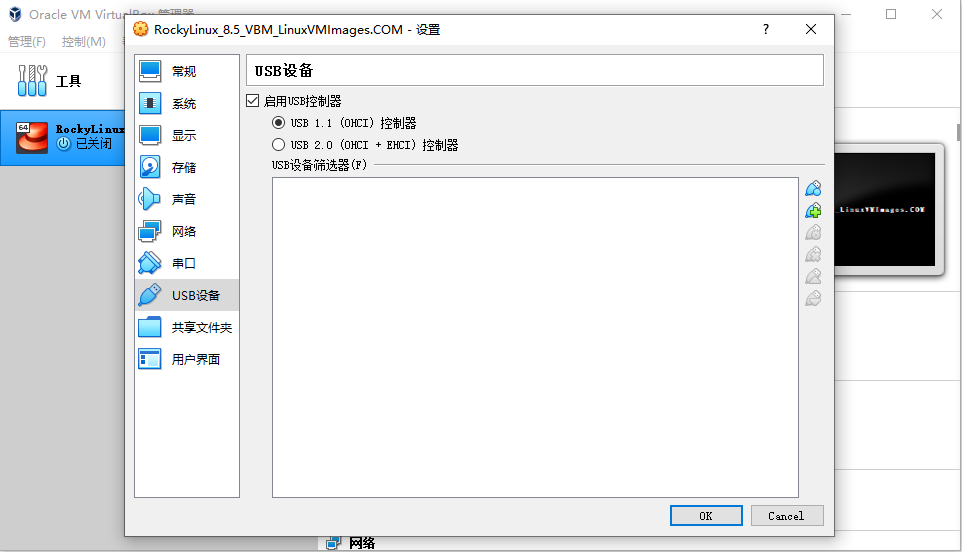 Oracle VM VirtualBox 管理器
管理(F)
控制(M)
工具
64
RockyLinux
已关闭
RockyLinux_8.5_VBM_LinuxVMImages.COM - 设置
?
常规
系统
显示
存储
声音
网络
串口
USB设备
共享文件夹
用户界面
USB设备
启用USB控制器
USB 1.1 (OHCI) 控制器
USB 2.0 (OHCI + EHCI) 控制器
USB设备筛选器(F)
OK
Cancel
_LinuxVMImages.COM
网络